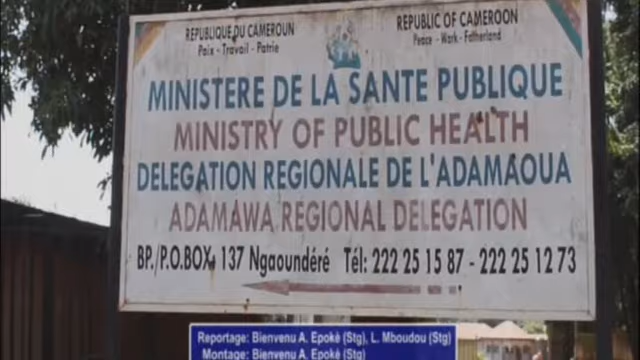 REPUBLIQUE DU CAMEROUN
Paix - Travail - Patrie
REPUBLIC OF CAMEROON
Peace - Work - Fatherland
MINISTERE DE LA SANTE PUBLIQUE
MINISTRY OF PUBLIC HEALTH
DELEGATION REGIONALE DE L'ADAMAOUA
ADAMAWA REGIONAL DELEGATION
BP./P.O.BOX. 137 Ngaoundéré Tél: 222 25 15 87 - 222 25 12 73
Reportage: Bienvenu A. Epoké (Stg), L. Mboudou (Stg)
Montage: Bienvenu A. Epoké (Stg)